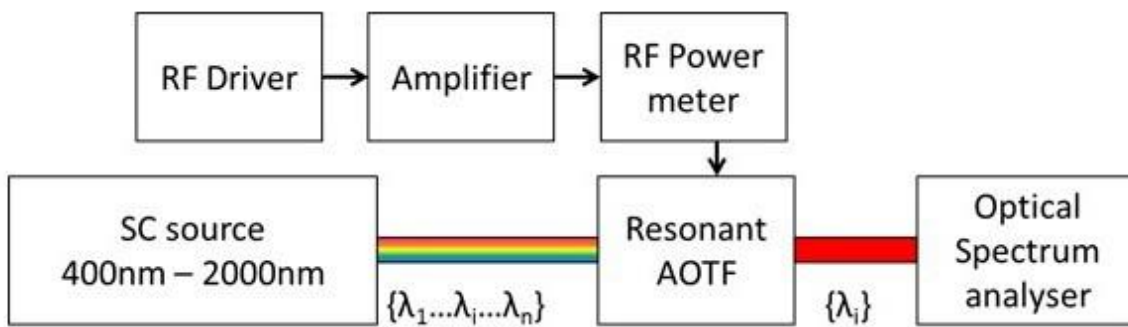 RF Driver
Amplifier
RF Power
meter
SC source
400nm – 2000nm
Resonant
AOTF
Optical
Spectrum
analyser
{λ₁...λᵢ...λₙ}
{λᵢ}